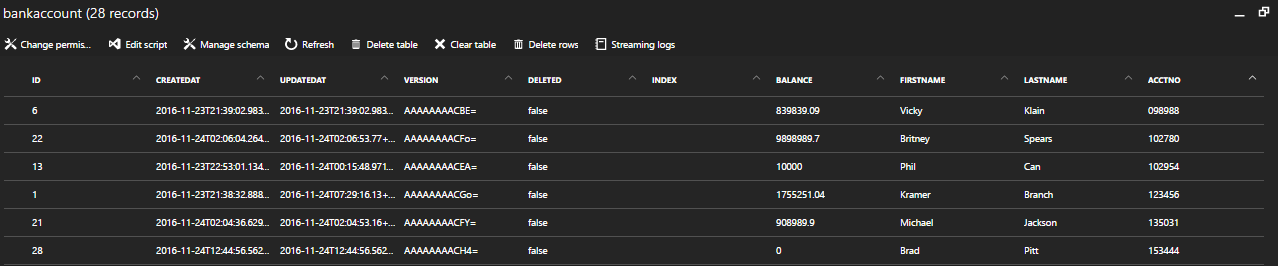 bankaccount (28 records)
Change permis... Edit script Manage schema Refresh Delete table Clear table Delete rows Streaming logs
ID CREATEDAT UPDATEDAT VERSION DELETED INDEX BALANCE FIRSTNAME LASTNAME ACCTNO
6 2016-11-23T21:39:02.983... 2016-11-23T21:39:02.983... AAAAAAAACBE= false 839839.09 Vicky Klain 098988
22 2016-11-24T02:06:04.264... 2016-11-24T02:06:53.77+... AAAAAAAACFo= false 9898989.7 Britney Spears 102780
13 2016-11-23T22:53:01.134... 2016-11-24T00:15:48.971... AAAAAAAACEA= false 10000 Phil Can 102954
1 2016-11-23T21:38:32.888... 2016-11-24T07:29:16.13+... AAAAAAAACGo= false 1755251.04 Kramer Branch 123456
21 2016-11-24T02:04:36.629... 2016-11-24T02:04:53.16+... AAAAAAAACFY= false 908989.9 Michael Jackson 135031
28 2016-11-24T12:44:56.562... 2016-11-24T12:44:56.562... AAAAAAAACH4= false 0 Brad Pitt 153444